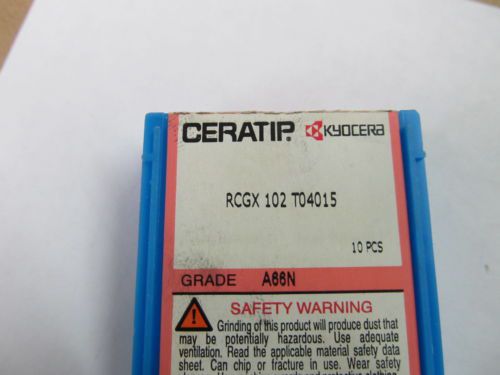 CERATIP. KYOCERA
RCGX 102 T04015
10 PCS
GRADE A66N
SAFETY WARNING
Grinding of this product will produce dust that
may be potentially hazardous. Use adequate
ventilation. Read the applicable material safety data
sheet. Can chip or fracture in use. Wear safety